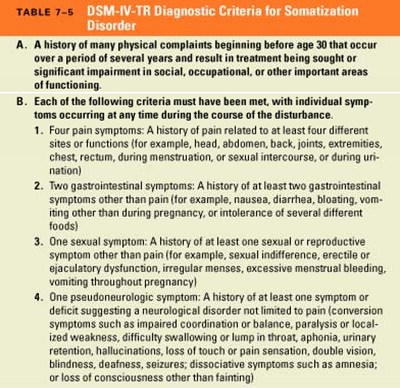 TABLE 7–5 DSM-IV-TR Diagnostic Criteria for Somatization
Disorder
A. A history of many physical complaints beginning before age 30 that occur
over a period of several years and result in treatment being sought or
significant impairment in social, occupational, or other important areas
of functioning.
B. Each of the following criteria must have been met, with individual symp-
toms occurring at any time during the course of the disturbance.
1. Four pain symptoms: A history of pain related to at least four different
sites or functions (for example, head, abdomen, back, joints, extremities,
chest, rectum, during menstruation, or sexual intercourse, or during uri-
nation)
2. Two gastrointestinal symptoms: A history of at least two gastrointestinal
symptoms other than pain (for example, nausea, diarrhea, bloating, vom-
iting other than during pregnancy, or intolerance of several different
foods)
3. One sexual symptom: A history of at least one sexual or reproductive
symptom other than pain (for example, sexual indifference, erectile or
ejaculatory dysfunction, irregular menses, excessive menstrual bleeding,
vomiting throughout pregnancy)
4. One pseudoneurologic symptom: A history of at least one symptom or
deficit suggesting a neurological disorder not limited to pain (conversion
symptoms such as impaired coordination or balance, paralysis or local-
ized weakness, difficulty swallowing or lump in throat, aphonia, urinary
retention, hallucinations, loss of touch or pain sensation, double vision,
blindness, deafness, seizures; dissociative symptoms such as amnesia;
or loss of consciousness other than fainting)